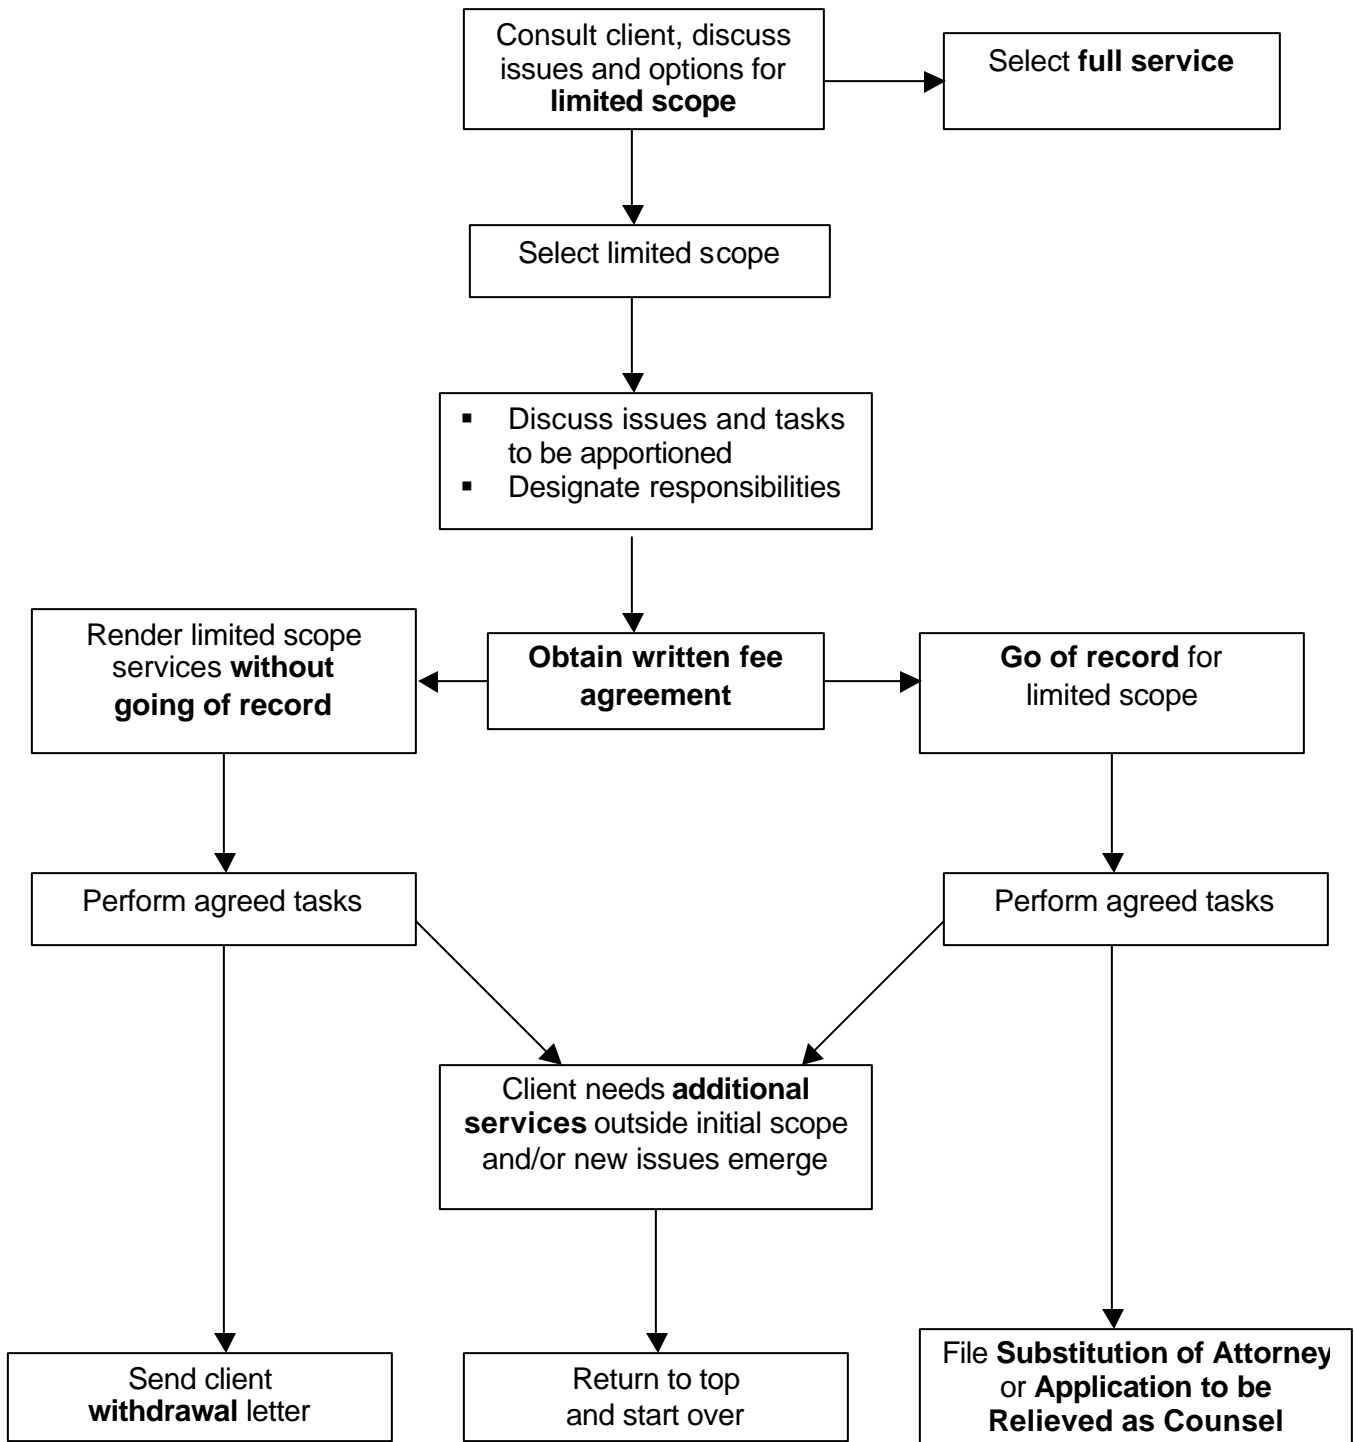 Consult client, discuss
issues and options for
limited scope
Select full service
Select limited scope
▪ Discuss issues and tasks
to be apportioned
▪ Designate responsibilities
Render limited scope
services without
going of record
Obtain written fee
agreement
Go of record for
limited scope
Perform agreed tasks
Perform agreed tasks
Client needs additional
services outside initial scope
and/or new issues emerge
Send client
withdrawal letter
Return to top
and start over
File Substitution of Attorney
or Application to be
Relieved as Counsel